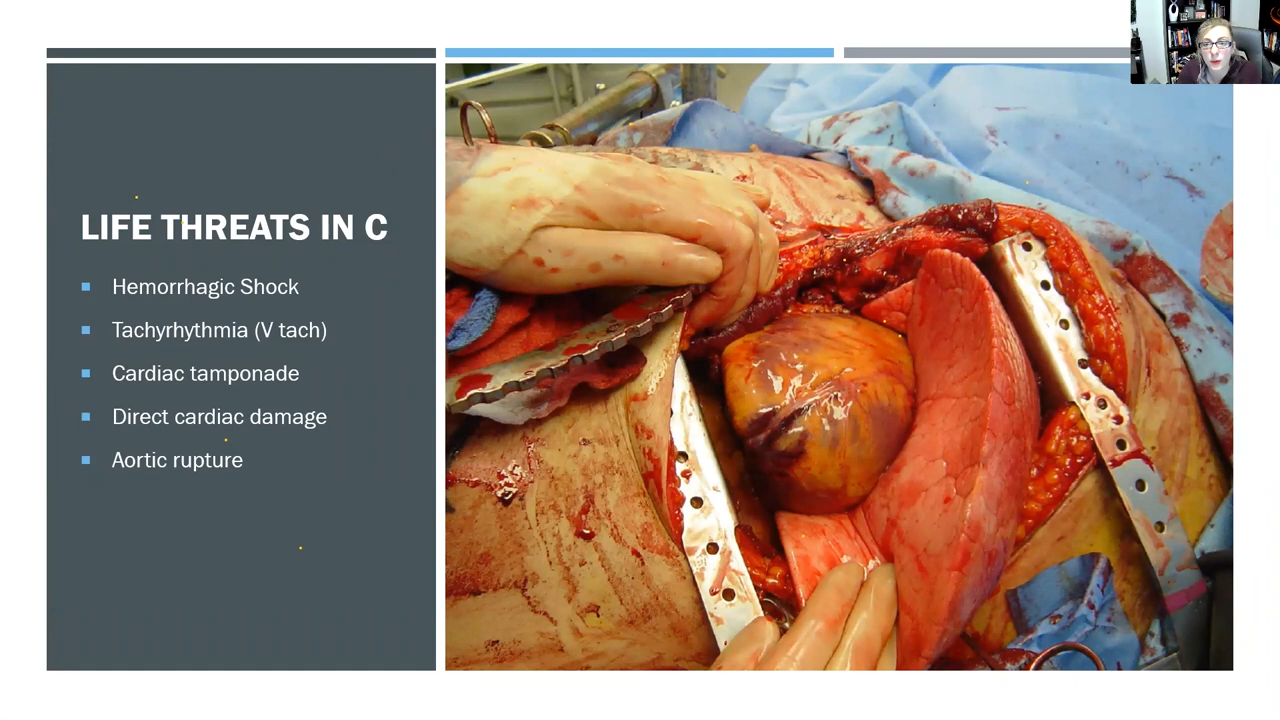 LIFE THREATS IN C
Hemorrhagic Shock
Tachyrhythmia (V tach)
Cardiac tamponade
Direct cardiac damage
Aortic rupture